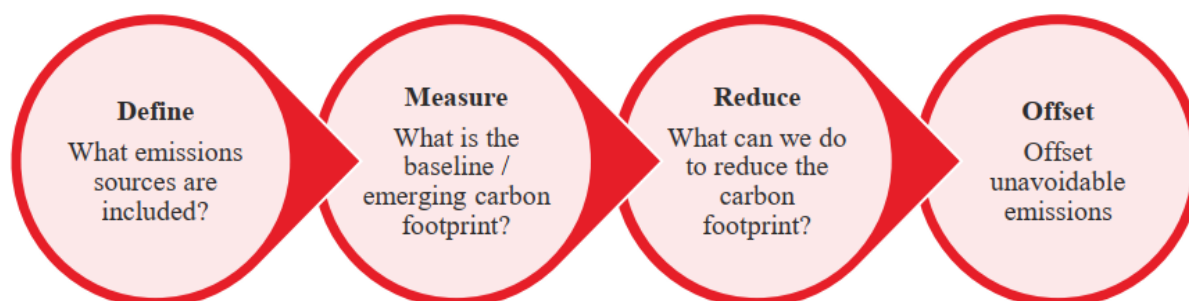 Define
What emissions
sources are
included?
Measure
What is the
baseline /
emerging carbon
footprint?
Reduce
What can we do
to reduce the
carbon
footprint?
Offset
Offset
unavoidable
emissions